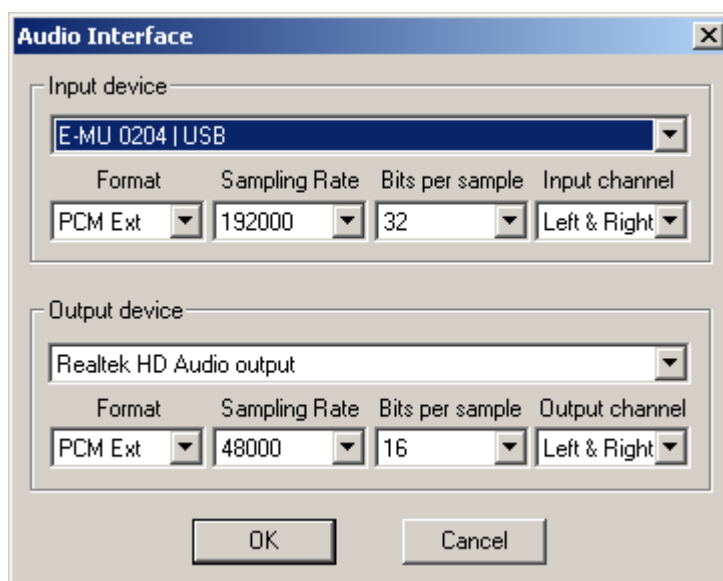 Audio Interface
Input device
E-MU 0204 | USB
Format Sampling Rate Bits per sample Input channel
PCM Ext 192000 32 Left & Right
Output device
Realtek HD Audio output
Format Sampling Rate Bits per sample Output channel
PCM Ext 48000 16 Left & Right
OK Cancel